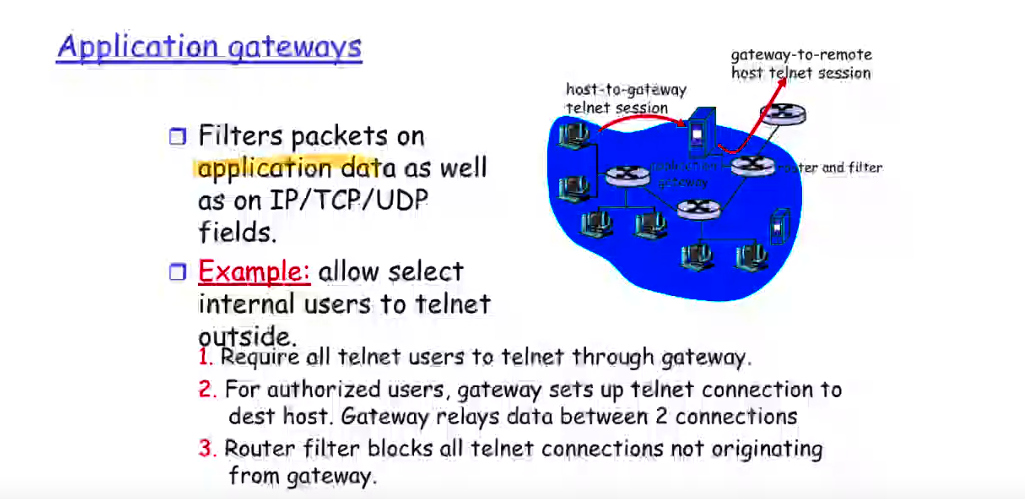 Application gateways
gateway-to-remote
host telnet session
host-to-gateway
telnet session
application
gateway
router and filter
Filters packets on
application data as well
as on IP/TCP/UDP
fields.
Example: allow select
internal users to telnet
outside.
1. Require all telnet users to telnet through gateway.
2. For authorized users, gateway sets up telnet connection to
dest host. Gateway relays data between 2 connections
3. Router filter blocks all telnet connections not originating
from gateway.